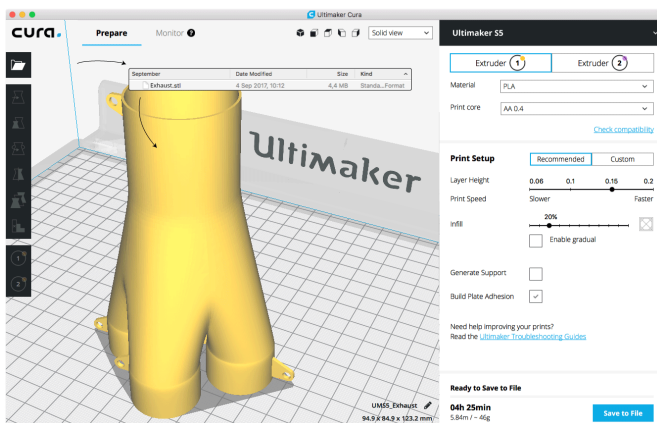 Ultimaker Cura
cura.
Prepare
Monitor ?
Solid view
Ultimaker S5
September
Date Modified
Size
Kind
Exhaust.stl
4 Sep 2017, 10:12
4,4 MB
Standa...Format
Ultimaker
1
2
UMS5_Exhaust
94.9 x 84.9 x 123.2 mm
Extruder 1
Extruder 2
Material
PLA
Print core
AA 0.4
Check compatibility
Print Setup
Recommended
Custom
Layer Height
0.06 0.1 0.15 0.2
Print Speed
Slower
Faster
Infill
20%
Enable gradual
Generate Support
Build Plate Adhesion
Need help improving your prints?
Read the Ultimaker Troubleshooting Guides
Ready to Save to File
04h 25min
5.84m / ~ 46g
Save to File